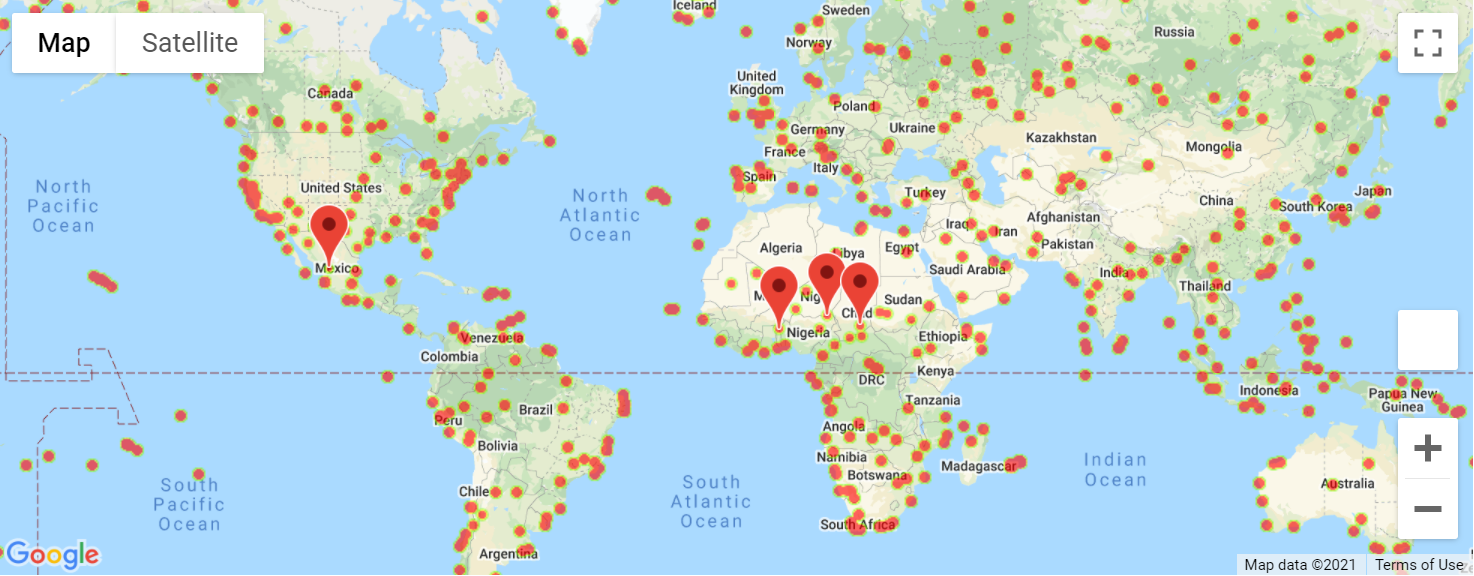 Map
Satellite
Iceland
Sweden
Norway
Russia
Canada
United
Kingdom
Poland
Germany
Ukraine
Kazakhstan
Mongolia
France
Italy
Spain
United States
North
Pacific
Ocean
North
Atlantic
Ocean
Turkey
China
Japan
South Korea
Afghanistan
Iraq
Iran
Pakistan
Algeria
Libya
Egypt
Saudi Arabia
India
Mexico
Thailand
Sudan
Chad
Nigeria
Ethiopia
Venezuela
Colombia
Kenya
DRC
Indonesia
Papua New
Guinea
Tanzania
Brazil
Peru
Angola
Bolivia
Namibia
Botswana
Madagascar
Indian
Ocean
Australia
South
Pacific
Ocean
Chile
South
Atlantic
Ocean
South Africa
Argentina
Google
Map data ©2021
Terms of Use